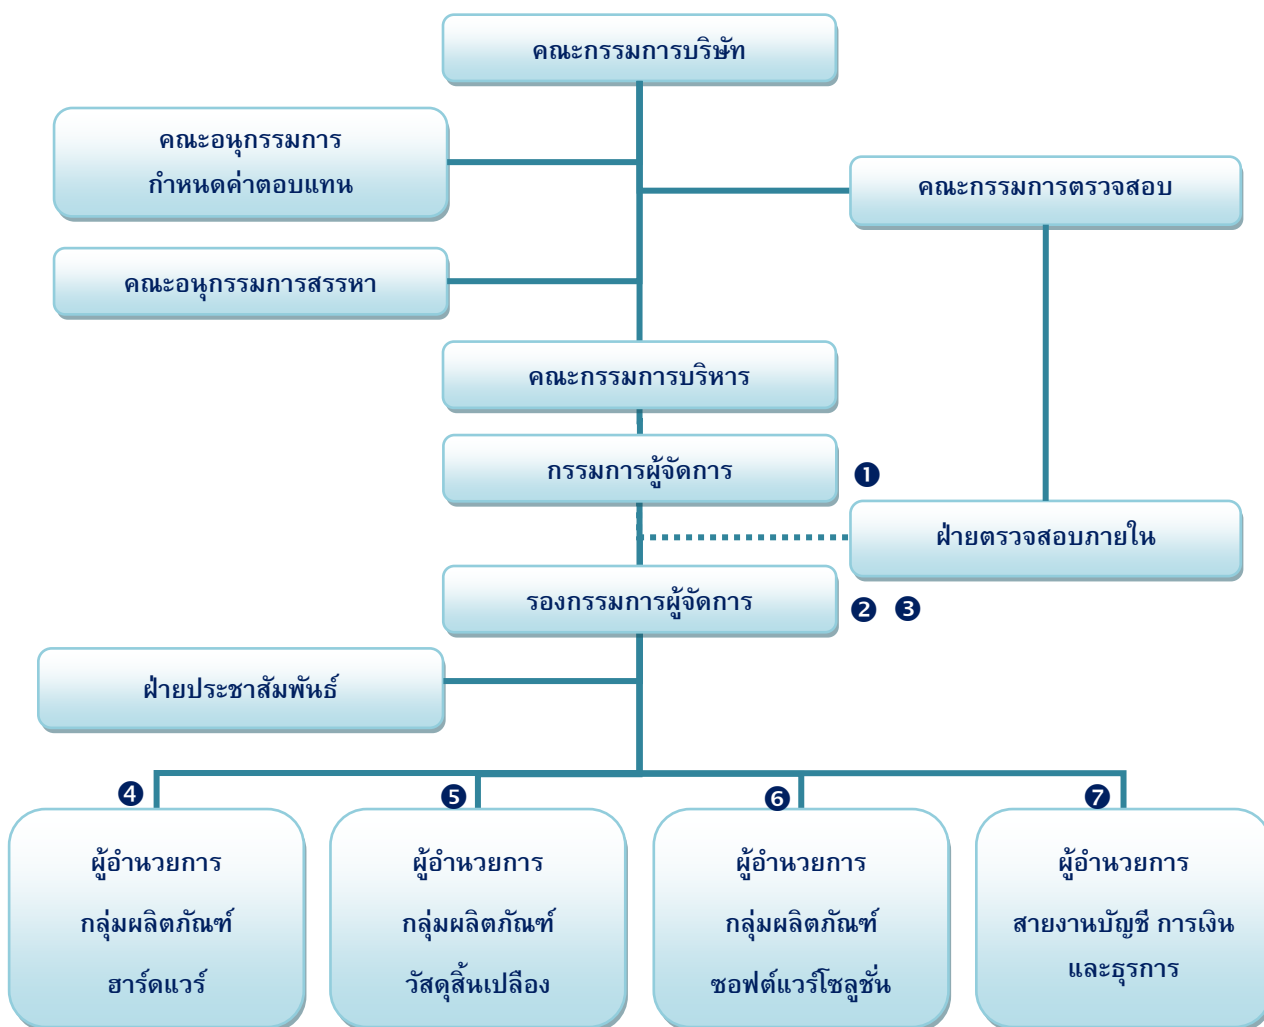 คณะกรรมการบริษัท
คณะอนุกรรมการ
กำหนดค่าตอบแทน
คณะกรรมการตรวจสอบ
คณะอนุกรรมการสรรหา
คณะกรรมการบริหาร
กรรมการผู้จัดการ
❶
ฝ่ายตรวจสอบภายใน
รองกรรมการผู้จัดการ
❷ ❸
ฝ่ายประชาสัมพันธ์
❹
ผู้อำนวยการ
กลุ่มผลิตภัณฑ์
ฮาร์ดแวร์
❺
ผู้อำนวยการ
กลุ่มผลิตภัณฑ์
วัสดุสิ้นเปลือง
❻
ผู้อำนวยการ
กลุ่มผลิตภัณฑ์
ซอฟต์แวร์โซลูชั่น
❼
ผู้อำนวยการ
สายงานบัญชี การเงิน
และธุรการ